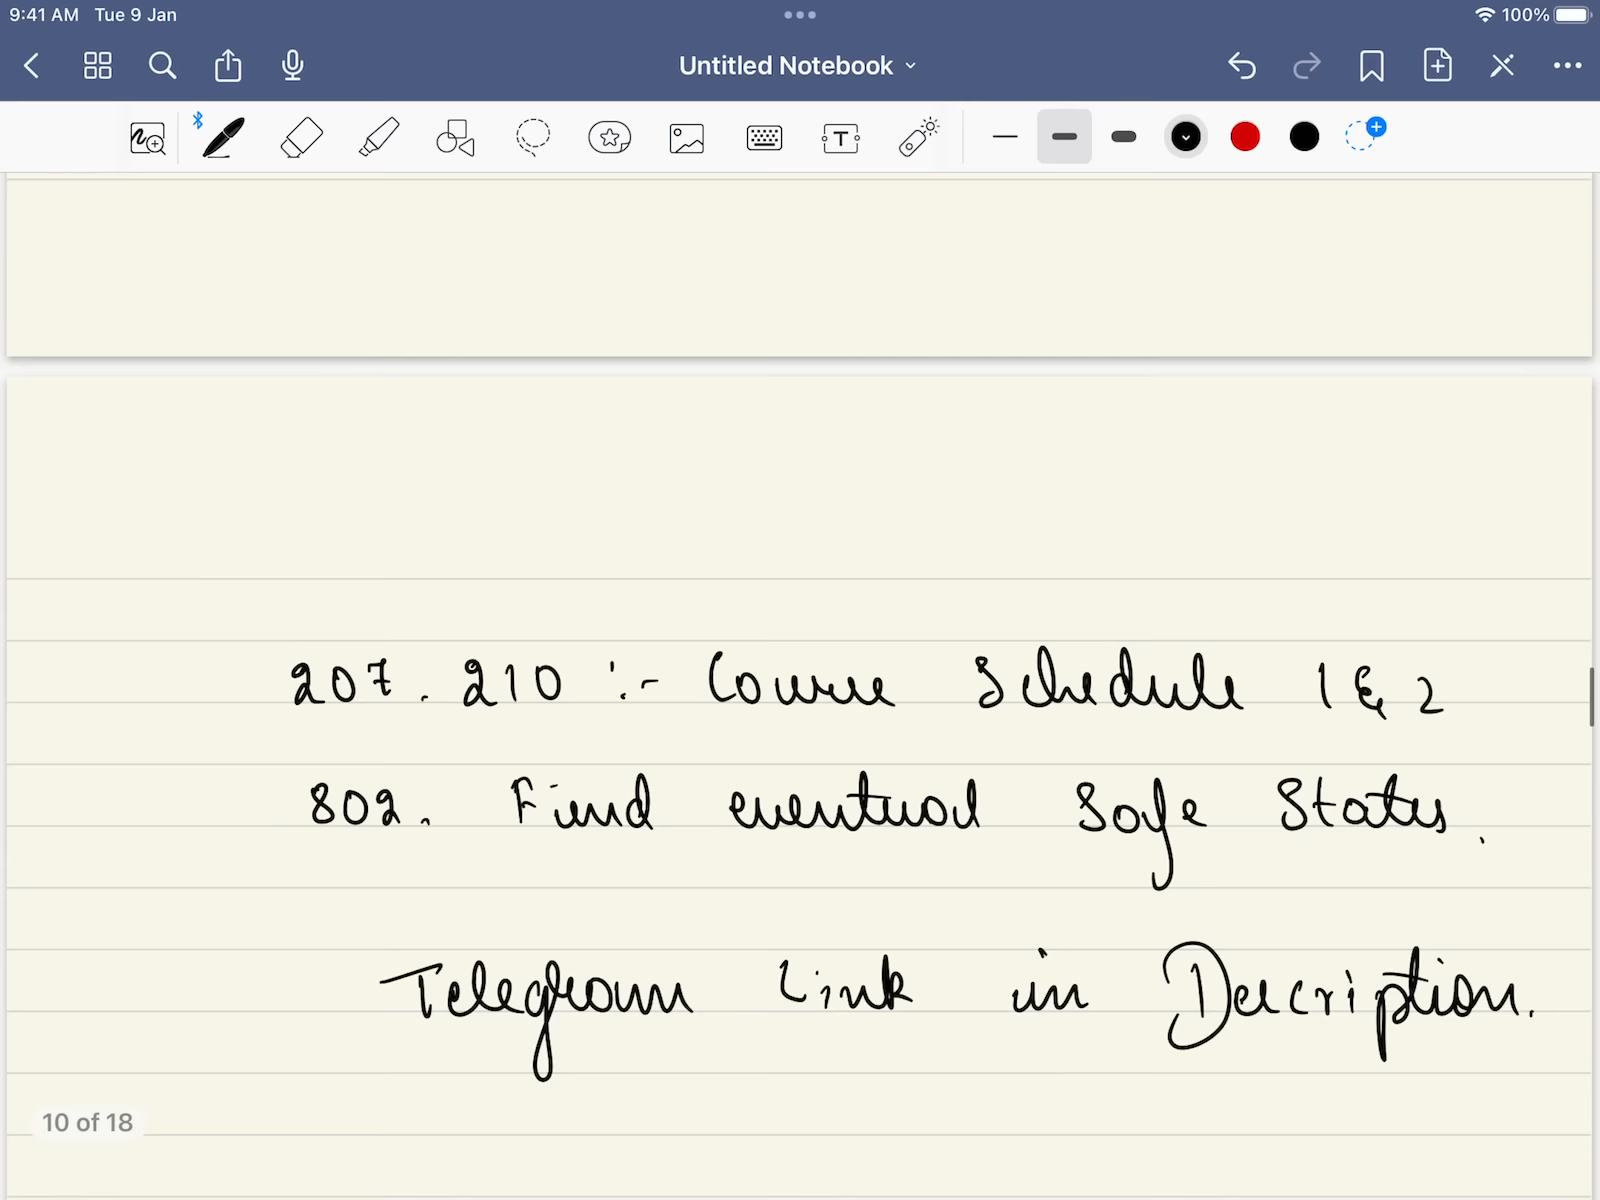 9:41 AM Tue 9 Jan 100%
Untitled Notebook
T
207. 210 :- Course Schedule 1 & 2
802. Find eventual Safe States.
Telegram Link in Description.
10 of 18